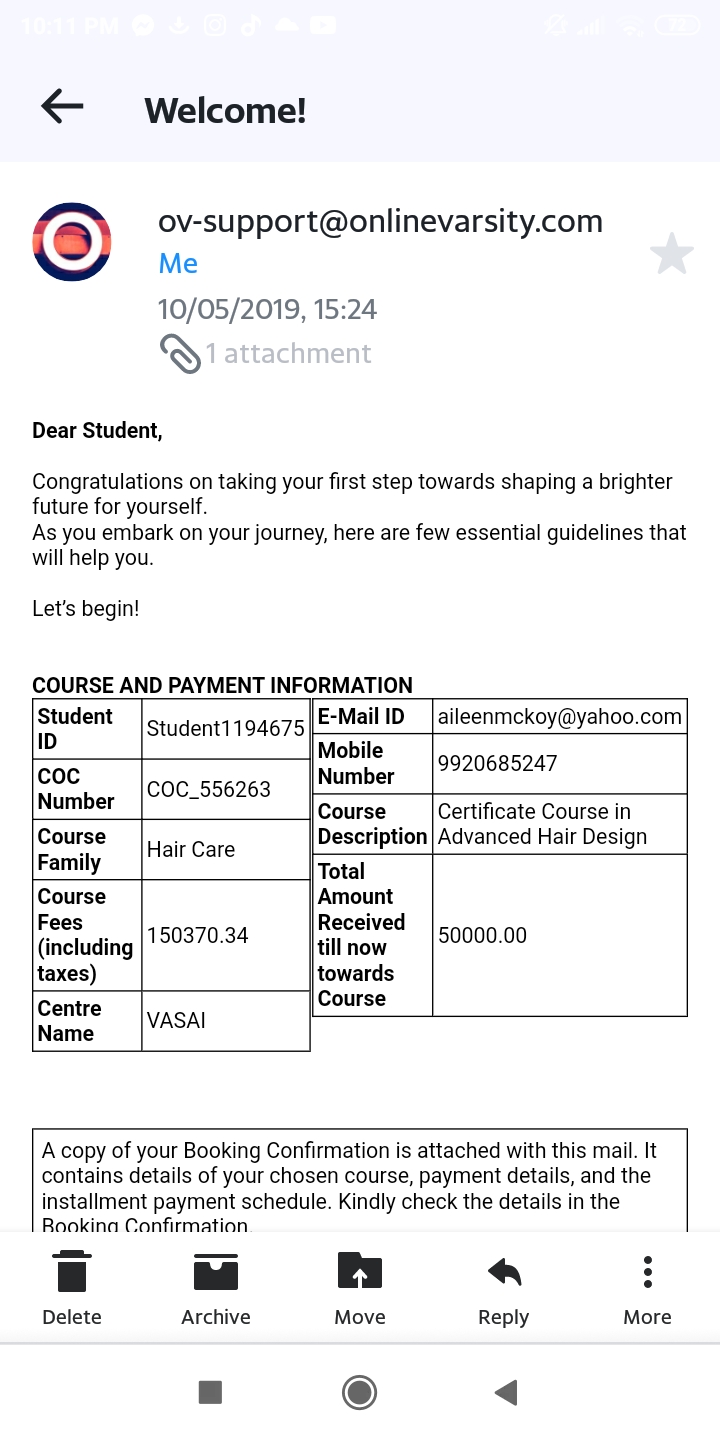 10:11 PM
72
Welcome!
ov-support@onlinevarsity.com
Me
10/05/2019, 15:24
1 attachment
Dear Student,
Congratulations on taking your first step towards shaping a brighter
future for yourself.
As you embark on your journey, here are few essential guidelines that
will help you.
Let’s begin!
COURSE AND PAYMENT INFORMATION
Student
ID
Student1194675
COC
Number
COC_556263
Course
Family
Hair Care
Course
Fees
(including
taxes)
150370.34
Centre
Name
VASAI
E-Mail ID
aileenmckoy@yahoo.com
Mobile
Number
9920685247
Course
Description
Certificate Course in
Advanced Hair Design
Total
Amount
Received
till now
towards
Course
50000.00
A copy of your Booking Confirmation is attached with this mail. It
contains details of your chosen course, payment details, and the
installment payment schedule. Kindly check the details in the
Booking Confirmation.
Delete
Archive
Move
Reply
More